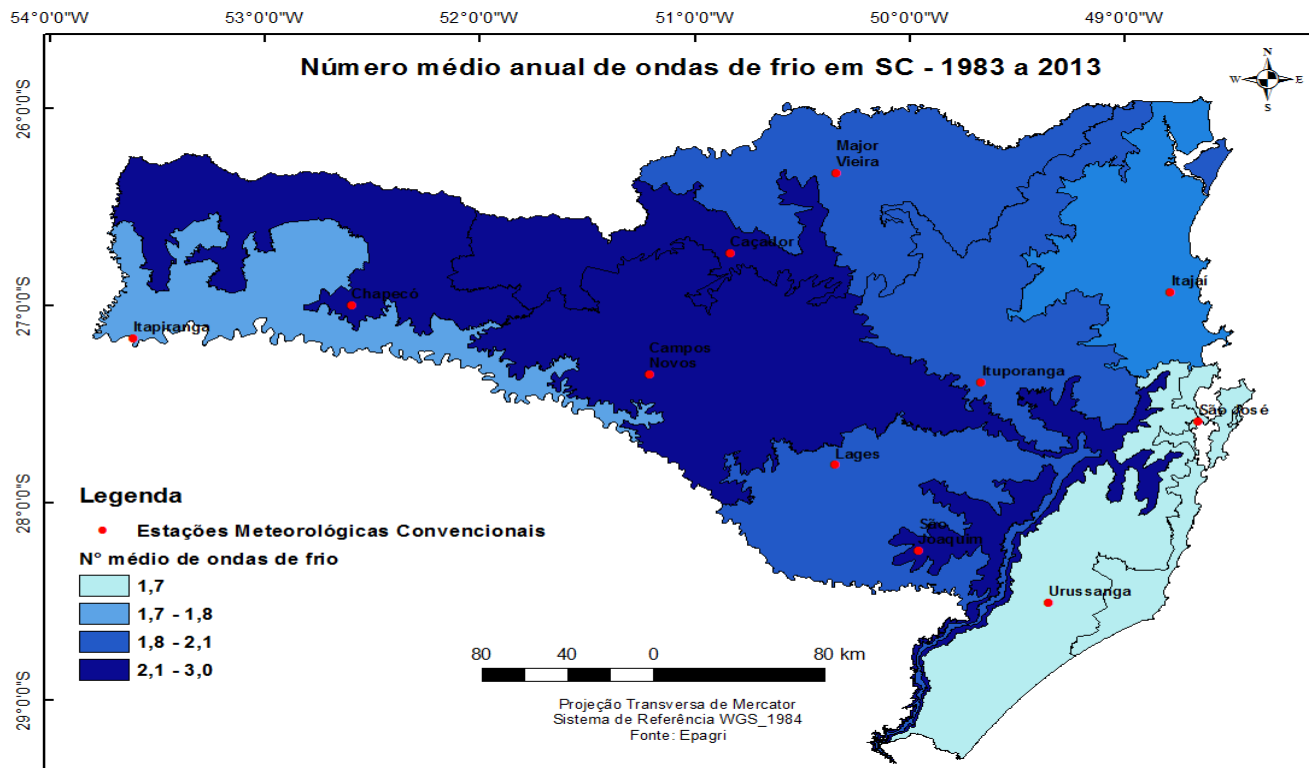 54°0'0"W 53°0'0"W 52°0'0"W 51°0'0"W 50°0'0"W 49°0'0"W
Número médio anual de ondas de frio em SC - 1983 a 2013
N
W E
S
26°0'0"S
27°0'0"S
28°0'0"S
29°0'0"S
Major
Vieira
Caçador
Itajaí
Chapecó
Itapiranga
Campos
Novos
Ituporanga
São José
Lages
São
Joaquim
Urussanga
Legenda
Estações Meteorológicas Convencionais
N° médio de ondas de frio
1,7
1,7 - 1,8
1,8 - 2,1
2,1 - 3,0
80 40 0 80 km
Projeção Transversa de Mercator
Sistema de Referência WGS_1984
Fonte: Epagri